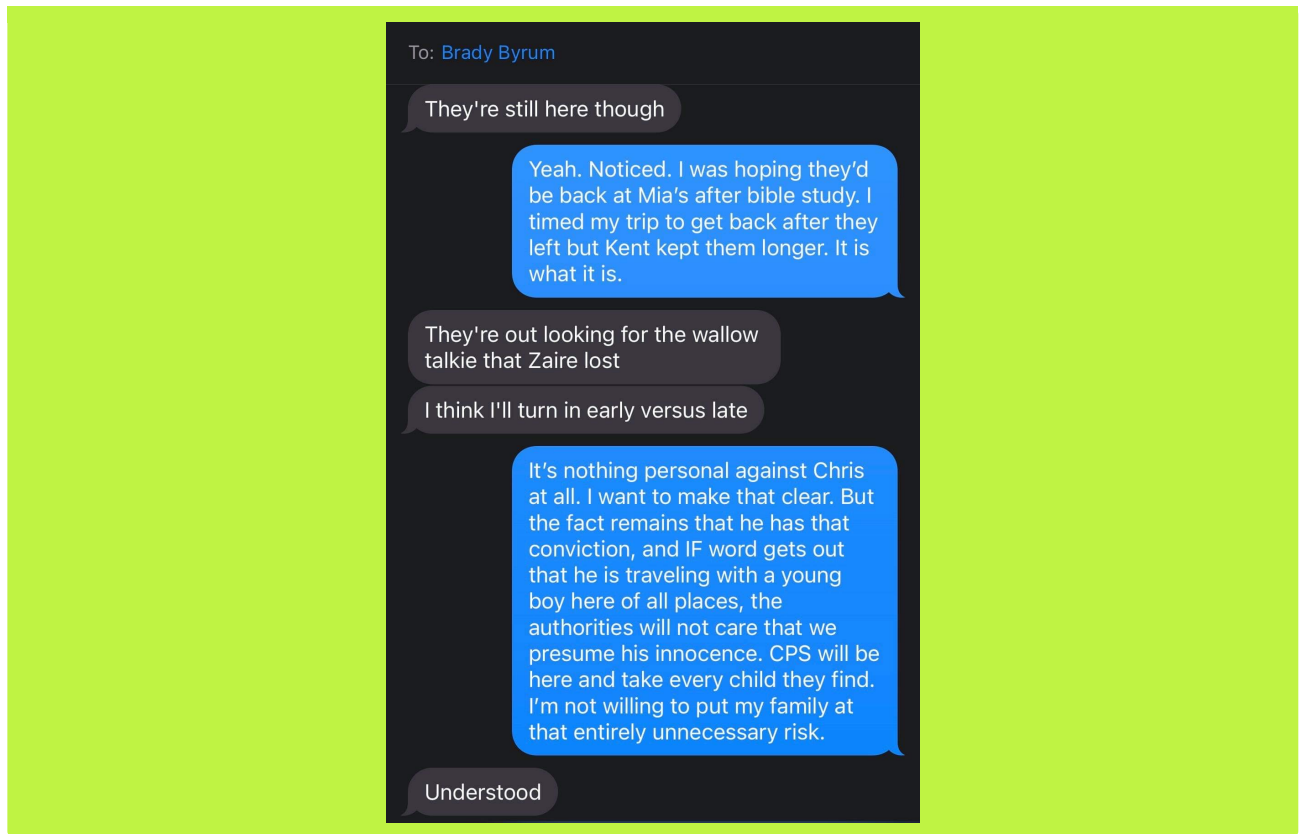 To: Brady Byrum
They're still here though
Yeah. Noticed. I was hoping they’d
be back at Mia’s after bible study. I
timed my trip to get back after they
left but Kent kept them longer. It is
what it is.
They're out looking for the wallow
talkie that Zaire lost
I think I'll turn in early versus late
It’s nothing personal against Chris
at all. I want to make that clear. But
the fact remains that he has that
conviction, and IF word gets out
that he is traveling with a young
boy here of all places, the
authorities will not care that we
presume his innocence. CPS will be
here and take every child they find.
I’m not willing to put my family at
that entirely unnecessary risk.
Understood